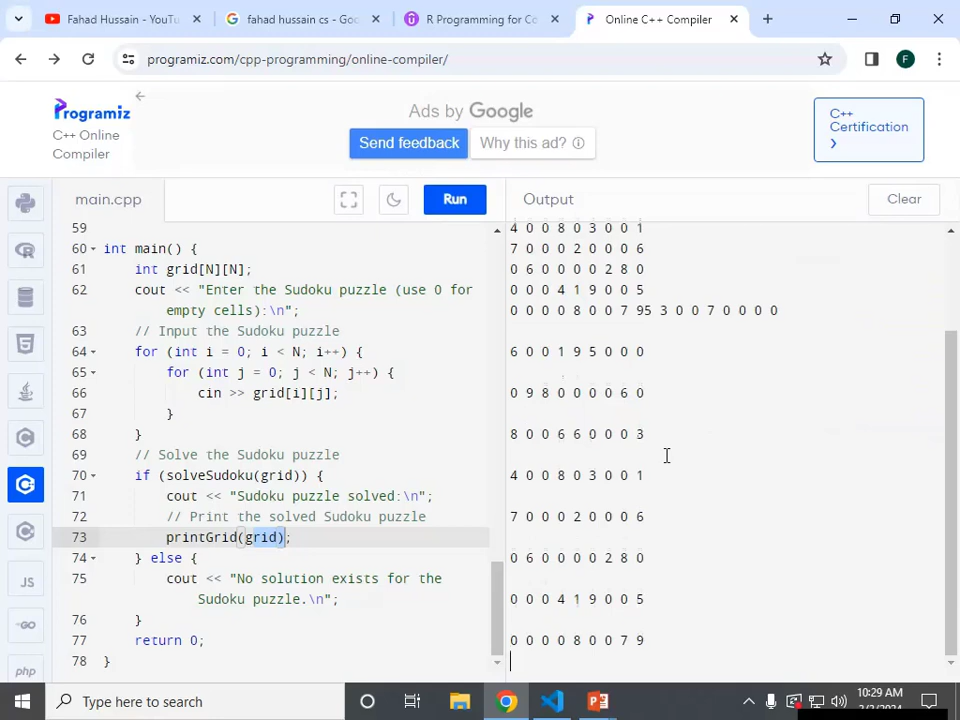 Fahad Hussain - YouTu
fahad hussain cs - Goo
R Programming for Co
Online C++ Compiler
programiz.com/cpp-programming/online-compiler/
F
Programiz
C++ Online
Compiler
Ads by Google
Send feedback
Why this ad?
C++
Certification
main.cpp
Run
Output
Clear
59
60 int main() {
61 int grid[N][N];
62 cout << "Enter the Sudoku puzzle (use 0 for
empty cells):\n";
63 // Input the Sudoku puzzle
64 for (int i = 0; i < N; i++) {
65 for (int j = 0; j < N; j++) {
66 cin >> grid[i][j];
67 }
68 }
69 // Solve the Sudoku puzzle
70 if (solveSudoku(grid)) {
71 cout << "Sudoku puzzle solved:\n";
72 // Print the solved Sudoku puzzle
73 printGrid(grid);
74 } else {
75 cout << "No solution exists for the
Sudoku puzzle.\n";
76 }
77 return 0;
78 }
4 0 0 8 0 3 0 0 1
7 0 0 0 2 0 0 0 6
0 6 0 0 0 0 2 8 0
0 0 0 4 1 9 0 0 5
0 0 0 0 8 0 0 7 95 3 0 0 7 0 0 0 0
6 0 0 1 9 5 0 0 0
0 9 8 0 0 0 0 6 0
8 0 0 6 6 0 0 0 3
4 0 0 8 0 3 0 0 1
7 0 0 0 2 0 0 0 6
0 6 0 0 0 0 2 8 0
0 0 0 4 1 9 0 0 5
0 0 0 0 8 0 0 7 9
JS
GO
php
Type here to search
10:29 AM